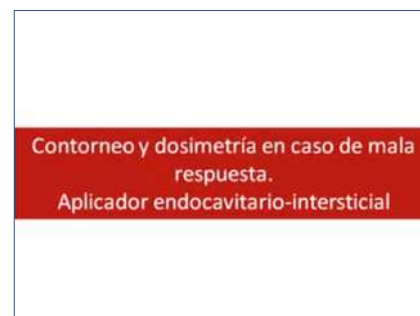 Contorneo y dosimetría en caso de mala
respuesta.
Aplicador endocavitario-intersticial